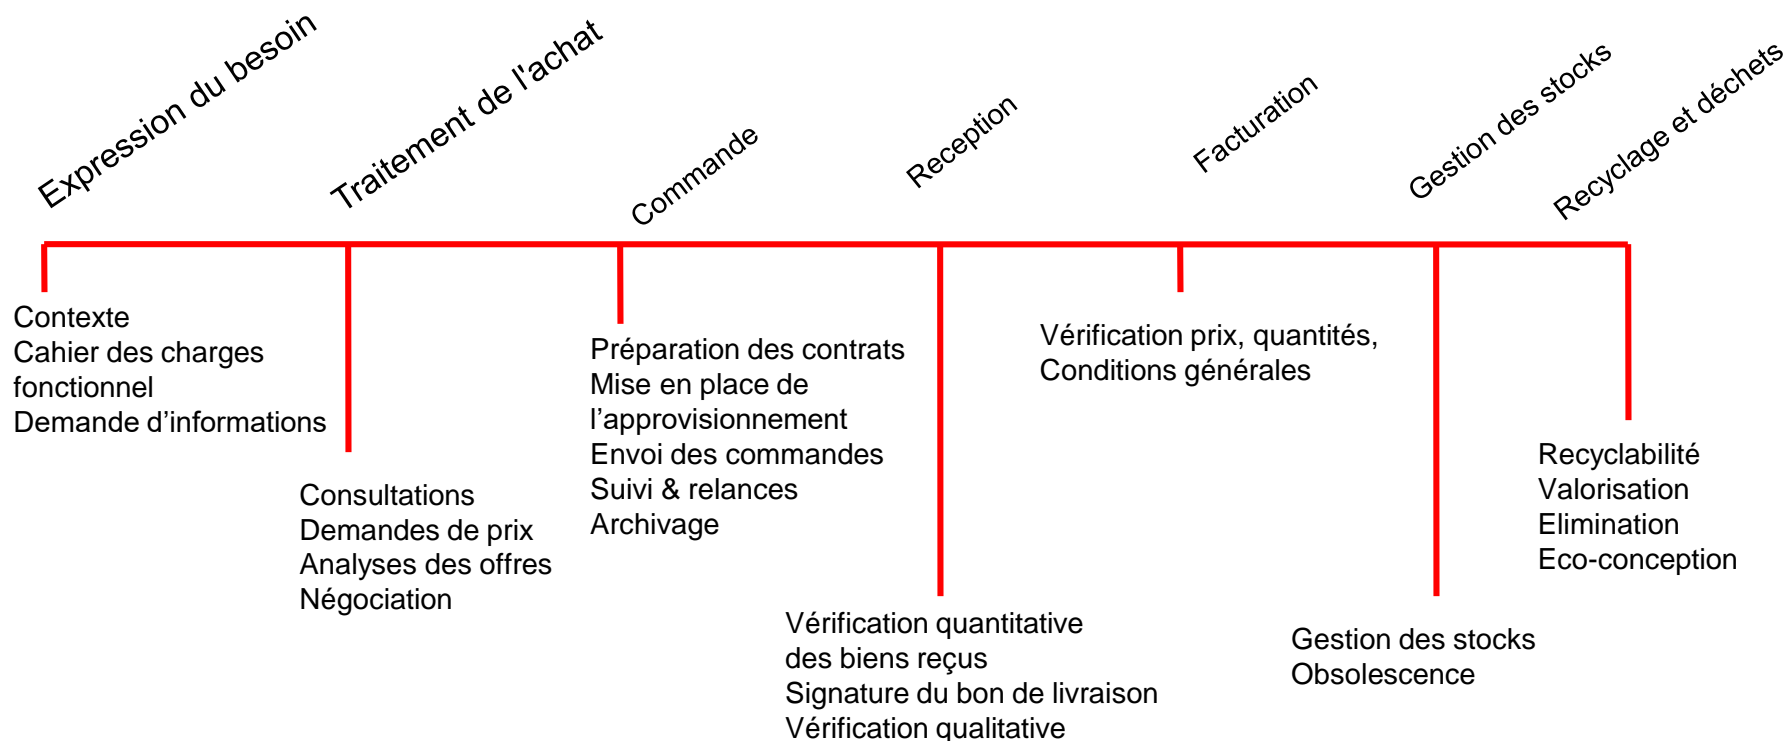 Expression du besoin
Traitement de l'achat
Commande
Reception
Facturation
Gestion des stocks
Recyclage et déchets
Contexte
Cahier des charges
fonctionnel
Demande d’informations
Consultations
Demandes de prix
Analyses des offres
Négociation
Préparation des contrats
Mise en place de
l’approvisionnement
Envoi des commandes
Suivi & relances
Archivage
Vérification quantitative
des biens reçus
Signature du bon de livraison
Vérification qualitative
Vérification prix, quantités,
Conditions générales
Gestion des stocks
Obsolescence
Recyclabilité
Valorisation
Elimination
Eco-conception